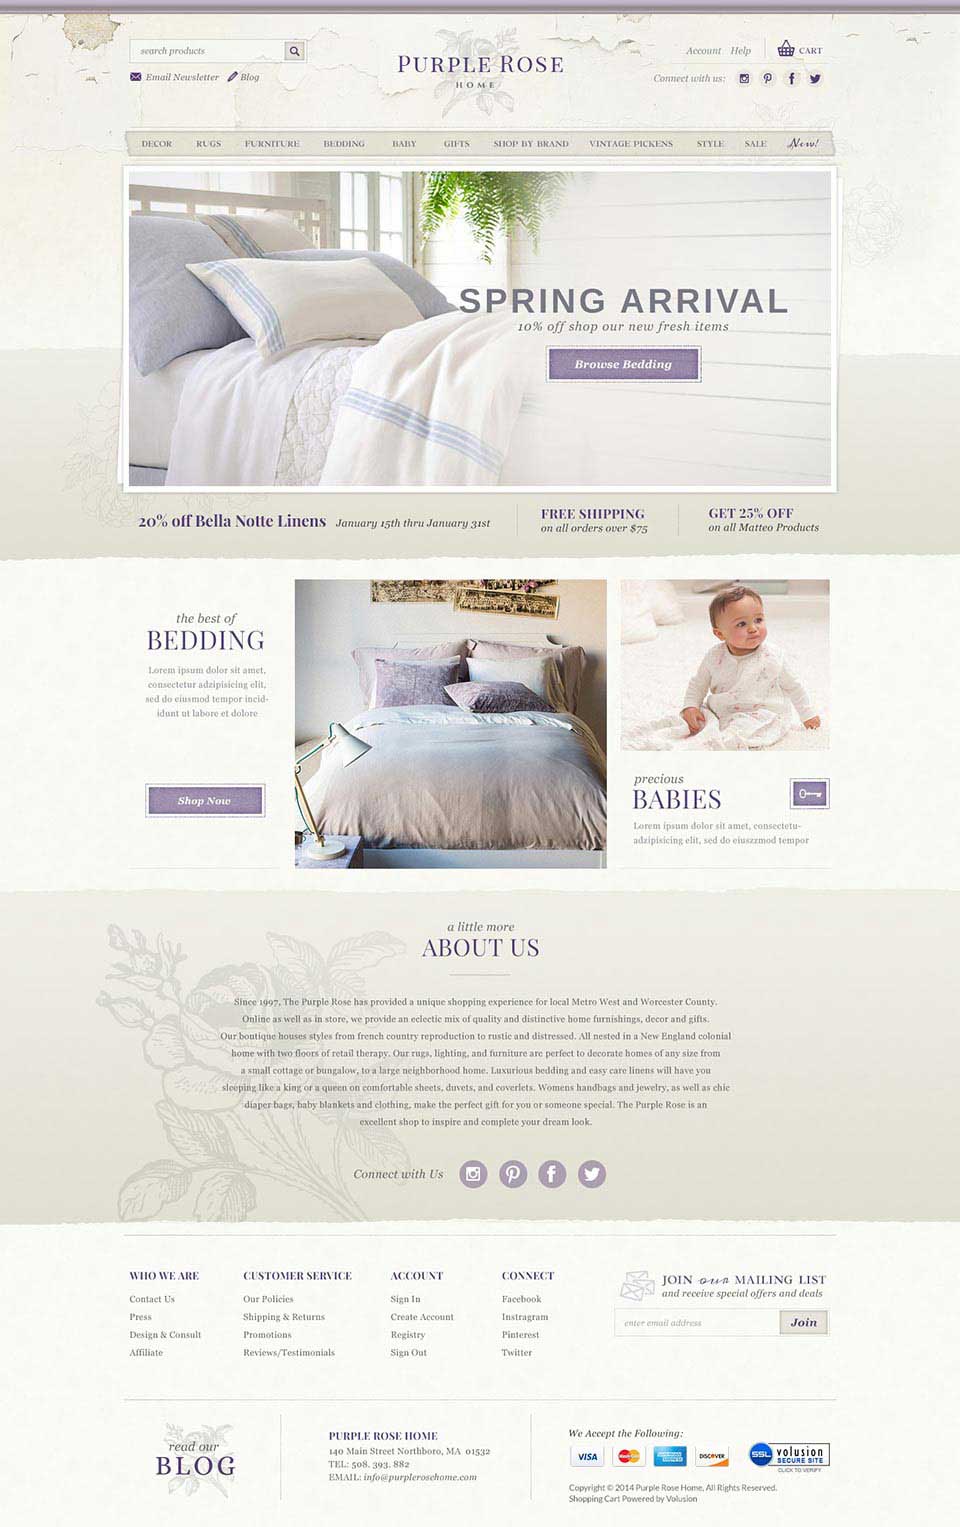 search products
Email Newsletter Blog
PURPLE ROSE
HOME
Account Help CART
Connect with us:
DECOR RUGS FURNITURE BEDDING BABY GIFTS SHOP BY BRAND VINTAGE PICKENS STYLE SALE New!
SPRING ARRIVAL
10% off shop our new fresh items
Browse Bedding
20% off Bella Notte Linens January 15th thru January 31st
FREE SHIPPING
on all orders over $75
GET 25% OFF
on all Matteo Products
the best of
BEDDING
Lorem ipsum dolor sit amet,
consectetur adzipisicing elit,
sed do eiusmod tempor incid-
idunt ut labore et dolore
Shop Now
precious
BABIES
Lorem ipsum dolor sit amet, consectetu-
adzipisicing elit, sed do eiuszzmod tempor
a little more
ABOUT US
Since 1997, The Purple Rose has provided a unique shopping experience for local Metro West and Worcester County.
Online as well as in store, we provide an eclectic mix of quality and distinctive home furnishings, decor and gifts.
Our boutique houses styles from french country reproduction to rustic and distressed. All nested in a New England colonial
home with two floors of retail therapy. Our rugs, lighting, and furniture are perfect to decorate homes of any size from
a small cottage or bungalow, to a large neighborhood home. Luxurious bedding and easy care linens will have you
sleeping like a king or a queen on comfortable sheets, duvets, and coverlets. Womens handbags and jewelry, as well as chic
diaper bags, baby blankets and clothing, make the perfect gift for you or someone special. The Purple Rose is an
excellent shop to inspire and complete your dream look.
Connect with Us
WHO WE ARE
Contact Us
Press
Design & Consult
Affiliate
CUSTOMER SERVICE
Our Policies
Shipping & Returns
Promotions
Reviews/Testimonials
ACCOUNT
Sign In
Create Account
Registry
Sign Out
CONNECT
Facebook
Instragram
Pinterest
Twitter
JOIN our MAILING LIST
and receive special offers and deals
enter email address Join
read our
BLOG
PURPLE ROSE HOME
140 Main Street Northboro, MA 01532
TEL: 508. 393. 882
EMAIL: info@purplerosehome.com
We Accept the Following:
VISA MasterCard AMERICAN EXPRESS DISCOVER
SSL volusion
SECURE SITE
CLICK TO VERIFY
Copyright © 2014 Purple Rose Home, All Rights Reserved.
Shopping Cart Powered by Volusion